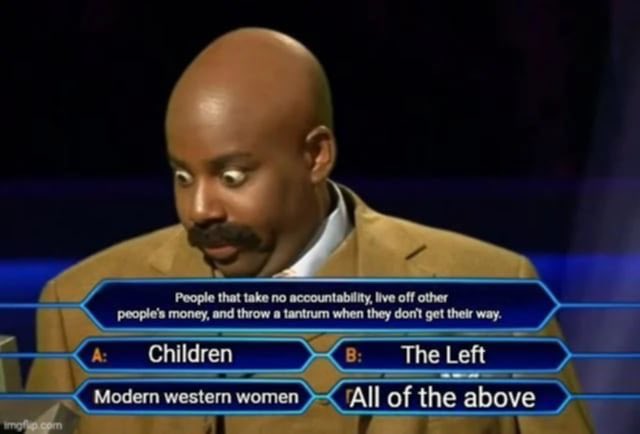 People that take no accountability, live off other
people's money, and throw a tantrum when they don't get their way.
A: Children
B: The Left
Modern western women
All of the above
imgflip.com